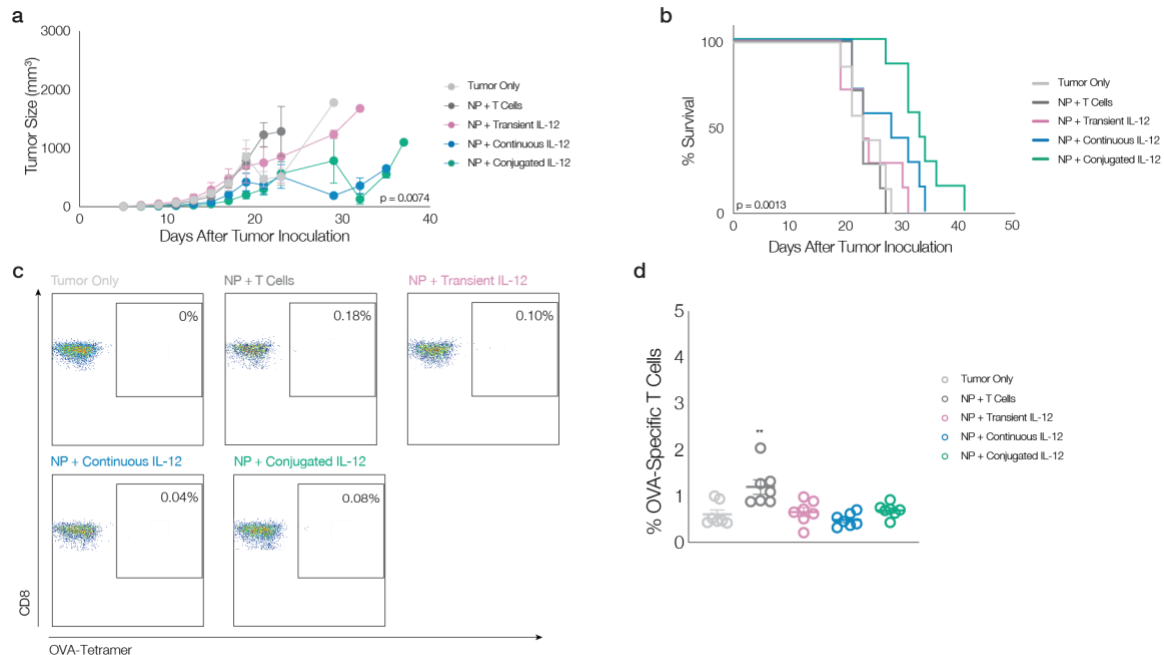 a
3000
2000
1000
0
Tumor Size (mm³)
10
20
30
40
p = 0.0074
Days After Tumor Inoculation
Tumor Only
NP + T Cells
NP + Transient IL-12
NP + Continuous IL-12
NP + Conjugated IL-12
b
100
50
0
% Survival
p = 0.0013
0
10
20
30
40
50
Days After Tumor Inoculation
Tumor Only
NP + T Cells
NP + Transient IL-12
NP + Continuous IL-12
NP + Conjugated IL-12
c
Tumor Only
0%
NP + T Cells
0.18%
NP + Transient IL-12
0.10%
NP + Continuous IL-12
0.04%
NP + Conjugated IL-12
0.08%
CD8
OVA-Tetramer
d
5
4
3
2
1
0
% OVA-Specific T Cells
**
Tumor Only
NP + T Cells
NP + Transient IL-12
NP + Continuous IL-12
NP + Conjugated IL-12